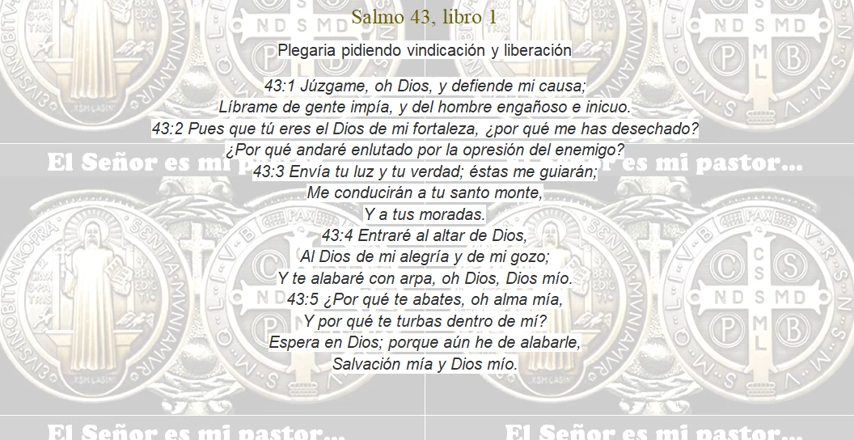 Salmo 43, libro 1
Plegaria pidiendo vindicación y liberación
43:1 Júzgame, oh Dios, y defiende mi causa;
Líbrame de gente impía, y del hombre engañoso e inicuo.
43:2 Pues que tú eres el Dios de mi fortaleza, ¿por qué me has desechado?
¿Por qué andaré enlutado por la opresión del enemigo?
El Señor es mi pastor...
43:3 Envía tu luz y tu verdad; éstas me guiarán;
Me conducirán a tu santo monte,
Y a tus moradas.
43:4 Entraré al altar de Dios,
Al Dios de mi alegría y de mi gozo;
Y te alabaré con arpa, oh Dios, Dios mío.
43:5 ¿Por qué te abates, oh alma mía,
Y por qué te turbas dentro de mí?
Espera en Dios; porque aún he de alabarle,
Salvación mía y Dios mío.
El Señor es mi pastor...
El Señor es mi pastor...